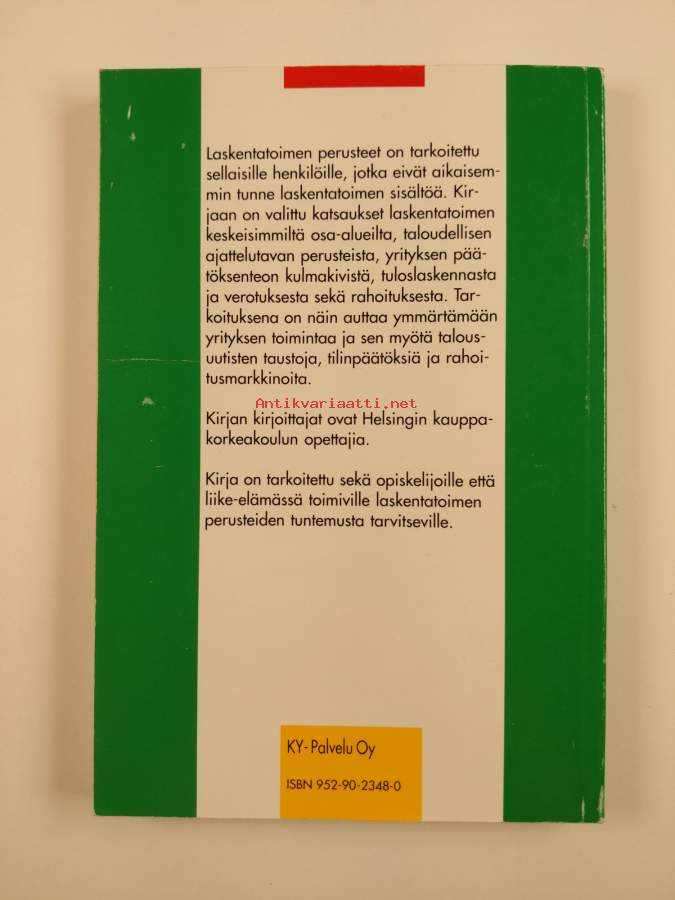 Laskentatoimen perusteet on tarkoitettu
sellaisille henkilöille, jotka eivät aikaisem-
min tunne laskentatoimen sisältöä. Kir-
jaan on valittu katsaukset laskentatoimen
keskeisimmiltä osa-alueilta, taloudellisen
ajattelutavan perusteista, yrityksen pää-
töksenteon kulmakivistä, tuloslaskennasta
ja verotuksesta sekä rahoituksesta. Tar-
koituksena on näin auttaa ymmärtämään
yrityksen toimintaa ja sen myötä talous-
uutisten taustoja, tilinpäätöksiä ja rahoi-
tusmarkkinoita.
Antikvariaatti.net
Kirjan kirjoittajat ovat Helsingin kauppa-
korkeakoulun opettajia.
Kirja on tarkoitettu sekä opiskelijoille että
liike-elämässä toimiville laskentatoimen
perusteiden tuntemusta tarvitseville.
KY-Palvelu Oy
ISBN 952-90-2348-0